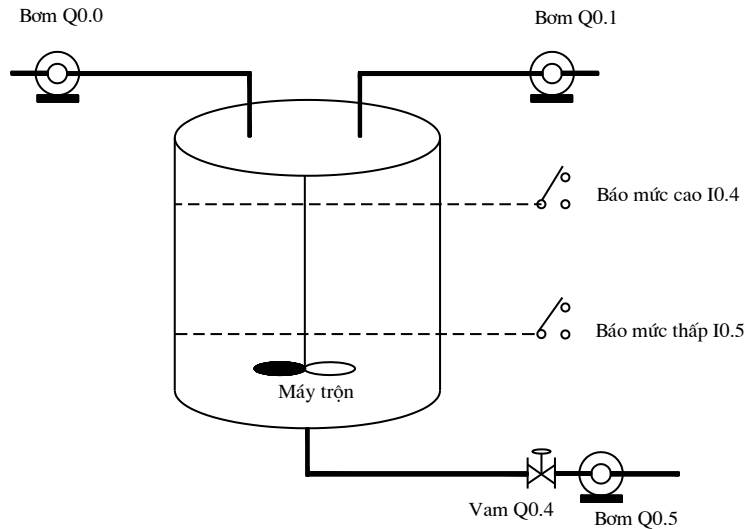 Bơm Q0.0
Bơm Q0.1
Báo mức cao I0.4
Báo mức thấp I0.5
Máy trộn
Vam Q0.4
Bơm Q0.5